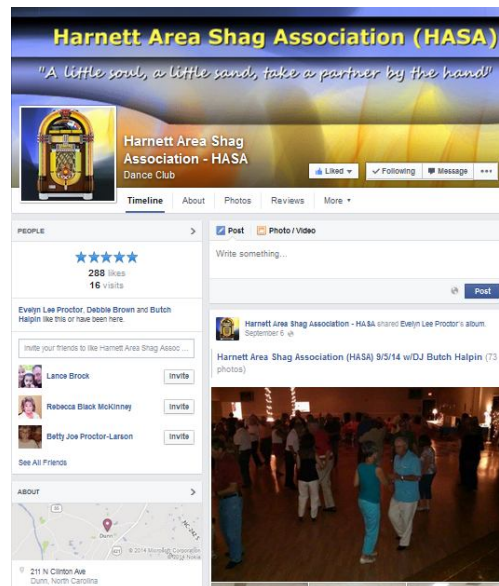 Harnett Area Shag Association (HASA)
"A little soul, a little sand, take a partner by the hand"
Harnett Area Shag
Association - HASA
Dance Club
Liked
Following
Message
Timeline
About
Photos
Reviews
More
PEOPLE
288 likes
16 visits
Evelyn Lee Proctor, Debbie Brown and Butch
Halpin like this or have been here.
Invite your friends to like Harnett Area Shag Assoc ...
Lance Brock
Invite
Rebecca Black McKinney
Invite
Betty Joe Proctor-Larson
Invite
See All Friends
ABOUT
Dunn
© 2014 Microsoft Corporation
211 N Clinton Ave
Dunn, North Carolina
Post
Photo / Video
Write something...
Post
Harnett Area Shag Association - HASA shared Evelyn Lee Proctor's album.
September 6
Harnett Area Shag Association (HASA) 9/5/14 w/DJ Butch Halpin (73
photos)